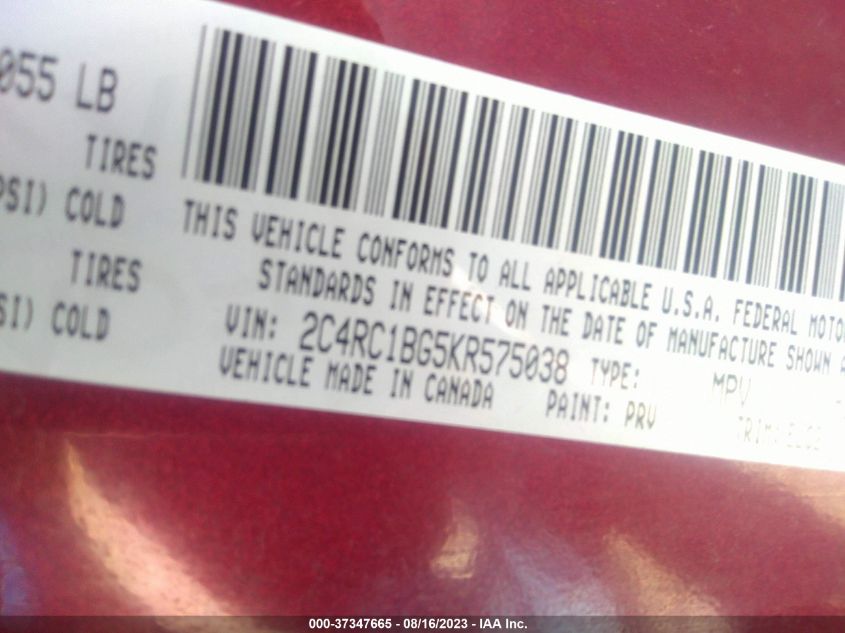 055 LB
TIRES
PSI) COLD
TIRES
SI) COLD
THIS VEHICLE CONFORMS TO ALL APPLICABLE U.S.A. FEDERAL MOTO
STANDARDS IN EFFECT ON THE DATE OF MANUFACTURE SHOWN A
VIN: 2C4RC1BG5KR575038 TYPE: MPV
VEHICLE MADE IN CANADA PAINT: PRV
TRIM:
000-37347665 - 08/16/2023 - IAA Inc.